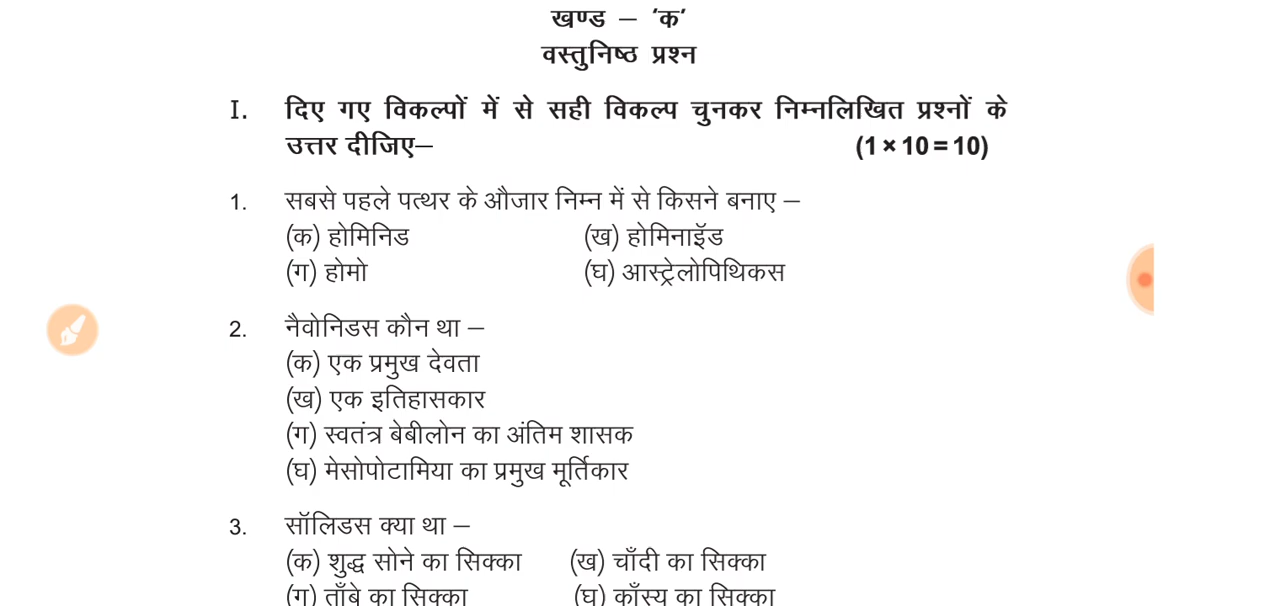 खण्ड – 'क'
वस्तुनिष्ठ प्रश्न
I. दिए गए विकल्पों में से सही विकल्प चुनकर निम्नलिखित प्रश्नों के
उत्तर दीजिए– (1 × 10 = 10)
1. सबसे पहले पत्थर के औजार निम्न में से किसने बनाए –
(क) होमिनिड (ख) होमिनाइॅड
(ग) होमो (घ) आस्ट्रेलोपिथिकस
2. नैवोनिडस कौन था –
(क) एक प्रमुख देवता
(ख) एक इतिहासकार
(ग) स्वतंत्र बेबीलोन का अंतिम शासक
(घ) मेसोपोटामिया का प्रमुख मूर्तिकार
3. सॉलिडस क्या था –
(क) शुद्ध सोने का सिक्का (ख) चाँदी का सिक्का
(ग) ताँबे का सिक्का (घ) काँस्य का सिक्का